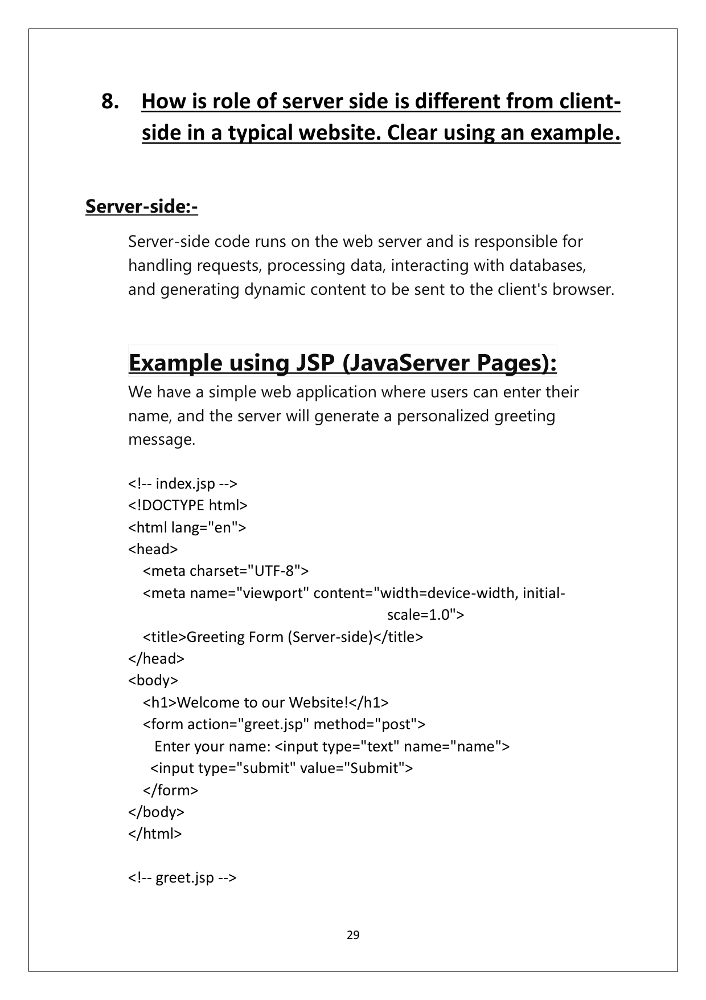 8. How is role of server side is different from client-
side in a typical website. Clear using an example.
Server-side:-
Server-side code runs on the web server and is responsible for
handling requests, processing data, interacting with databases,
and generating dynamic content to be sent to the client's browser.
Example using JSP (JavaServer Pages):
We have a simple web application where users can enter their
name, and the server will generate a personalized greeting
message.
<!-- index.jsp -->
<!DOCTYPE html>
<html lang="en">
<head>
<meta charset="UTF-8">
<meta name="viewport" content="width=device-width, initial-
scale=1.0">
<title>Greeting Form (Server-side)</title>
</head>
<body>
<h1>Welcome to our Website!</h1>
<form action="greet.jsp" method="post">
Enter your name: <input type="text" name="name">
<input type="submit" value="Submit">
</form>
</body>
</html>
<!-- greet.jsp -->
29